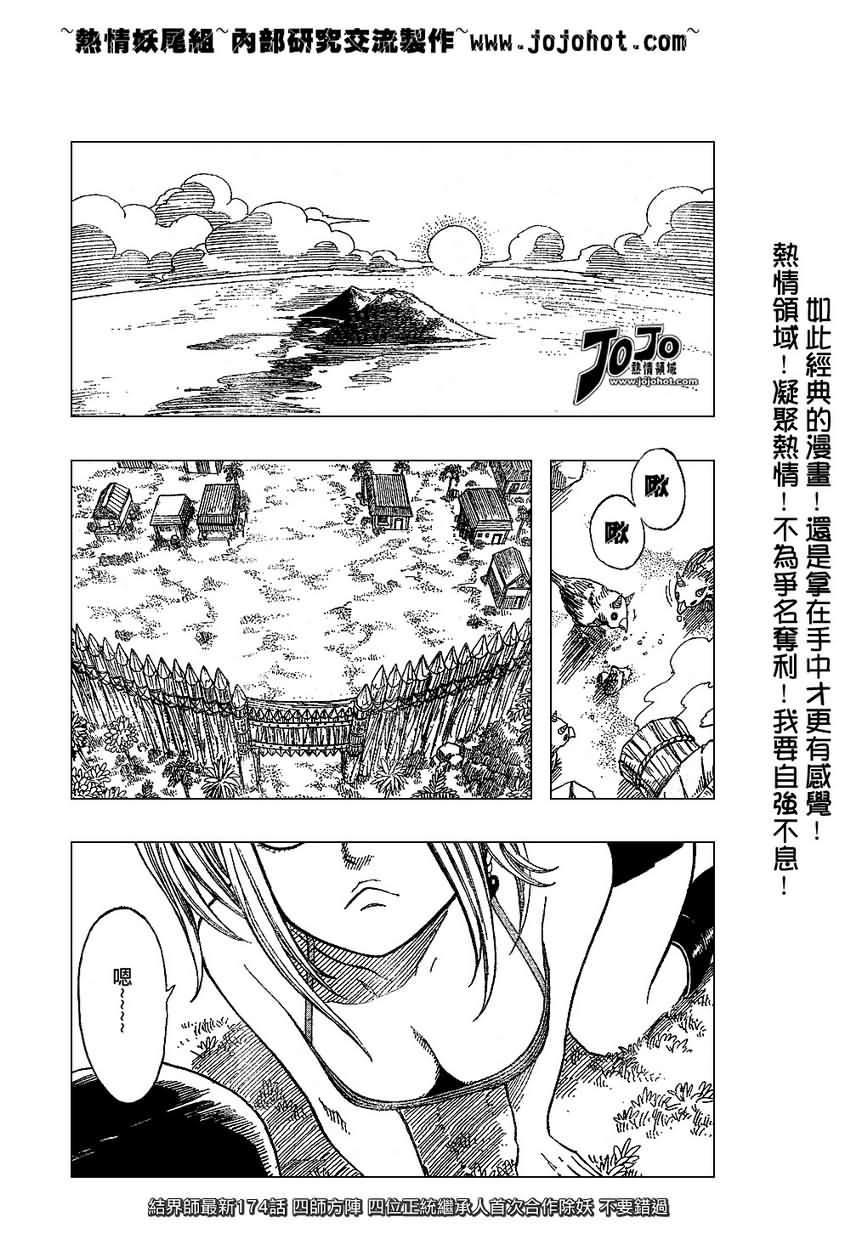 ~熱情妖尾組~內部研究交流製作~www.jojohot.com~
如此經典的漫畫！還是拿在手中才更有感覺！
熱情領域！凝聚熱情！不為爭名奪利！我要自強不息！
JOJO
熱情領域
www.jojohot.com
啾
啾
嗯~~~~
結界師最新174話 四師方陣 四位正統繼承人首次合作除妖 不要錯過